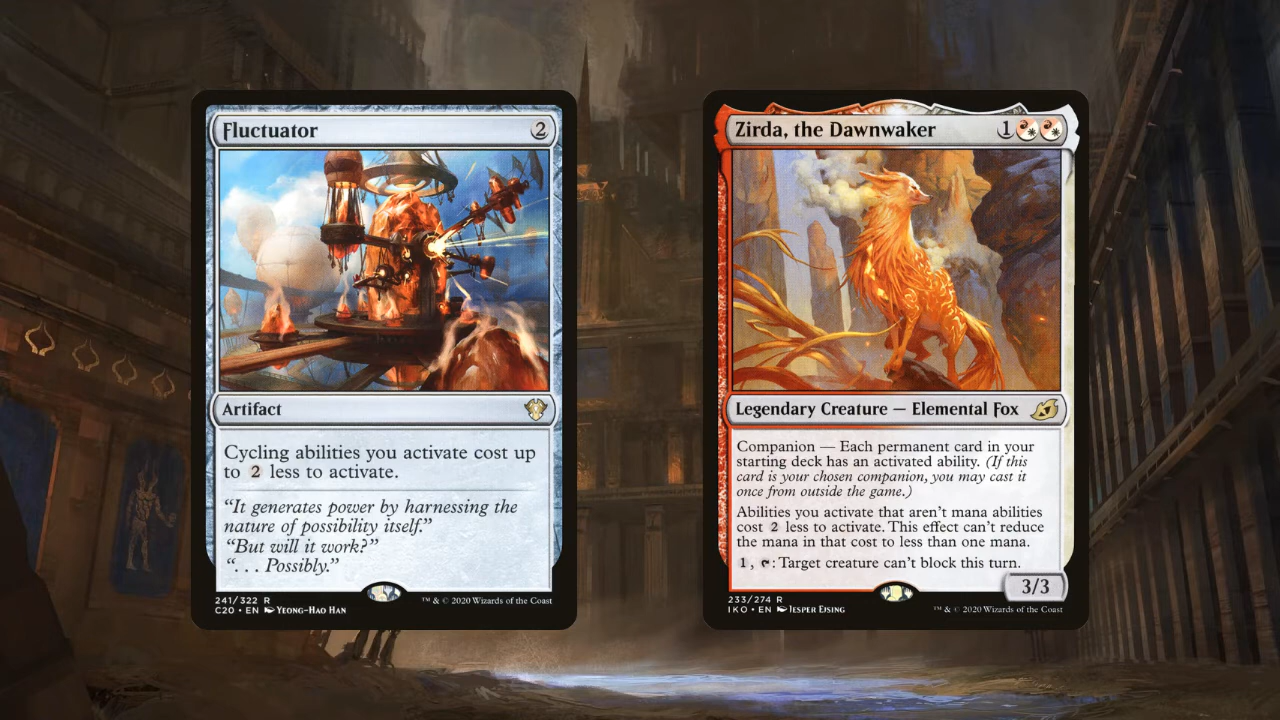 Fluctuator 2
Artifact
Cycling abilities you activate cost up
to 2 less to activate.
“It generates power by harnessing the
nature of possibility itself.”
“But will it work?”
“. . . Possibly.”
241/322 R
C20 • EN Yeong-Hao Han
™ & © 2020 Wizards of the Coast
Zirda, the Dawnwaker 1
Legendary Creature — Elemental Fox
Companion — Each permanent card in your
starting deck has an activated ability. (If this
card is your chosen companion, you may cast it
once from outside the game.)
Abilities you activate that aren’t mana abilities
cost 2 less to activate. This effect can’t reduce
the mana in that cost to less than one mana.
1, : Target creature can’t block this turn.
3/3
233/274 R
IKO • EN Jesper Ejsing
™ & © 2020 Wizards of the Coast